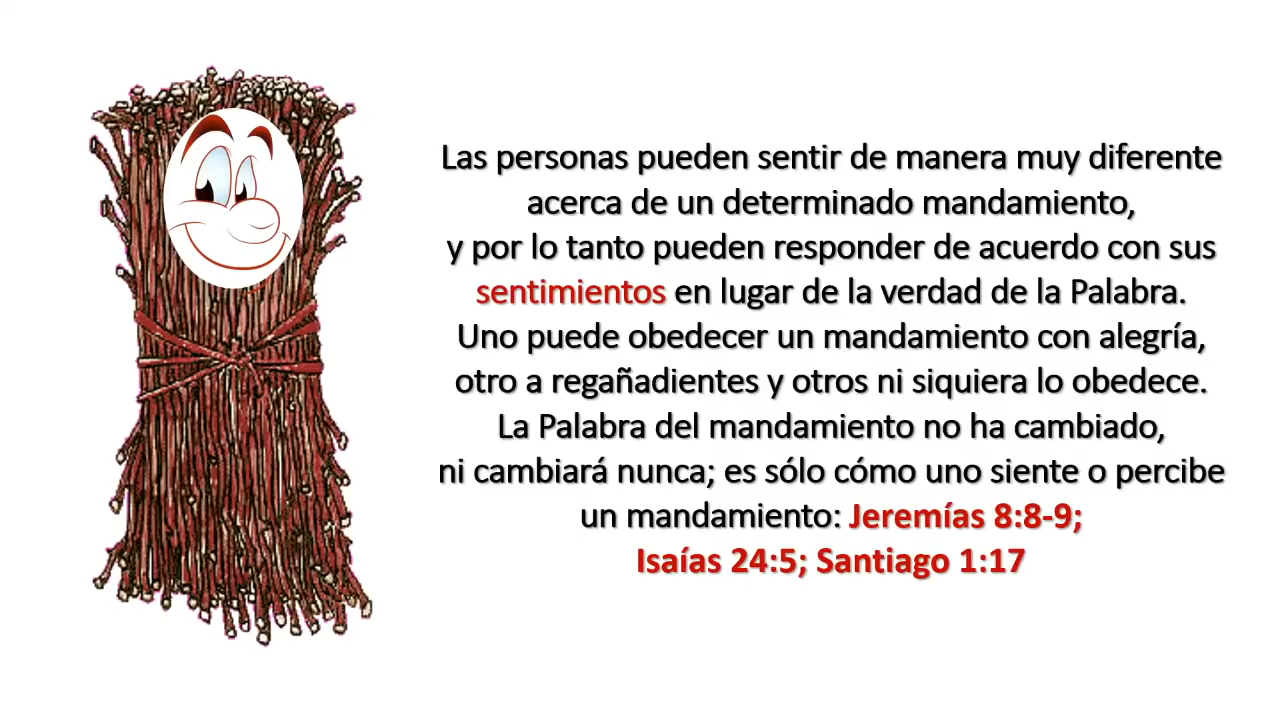 Las personas pueden sentir de manera muy diferente
acerca de un determinado mandamiento,
y por lo tanto pueden responder de acuerdo con sus
sentimientos en lugar de la verdad de la Palabra.
Uno puede obedecer un mandamiento con alegría,
otro a regañadientes y otros ni siquiera lo obedece.
La Palabra del mandamiento no ha cambiado,
ni cambiará nunca; es sólo cómo uno siente o percibe
un mandamiento: Jeremías 8:8-9;
Isaías 24:5; Santiago 1:17